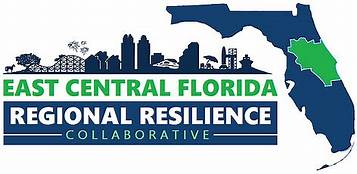 EAST CENTRAL FLORIDA
REGIONAL RESILIENCE
COLLABORATIVE